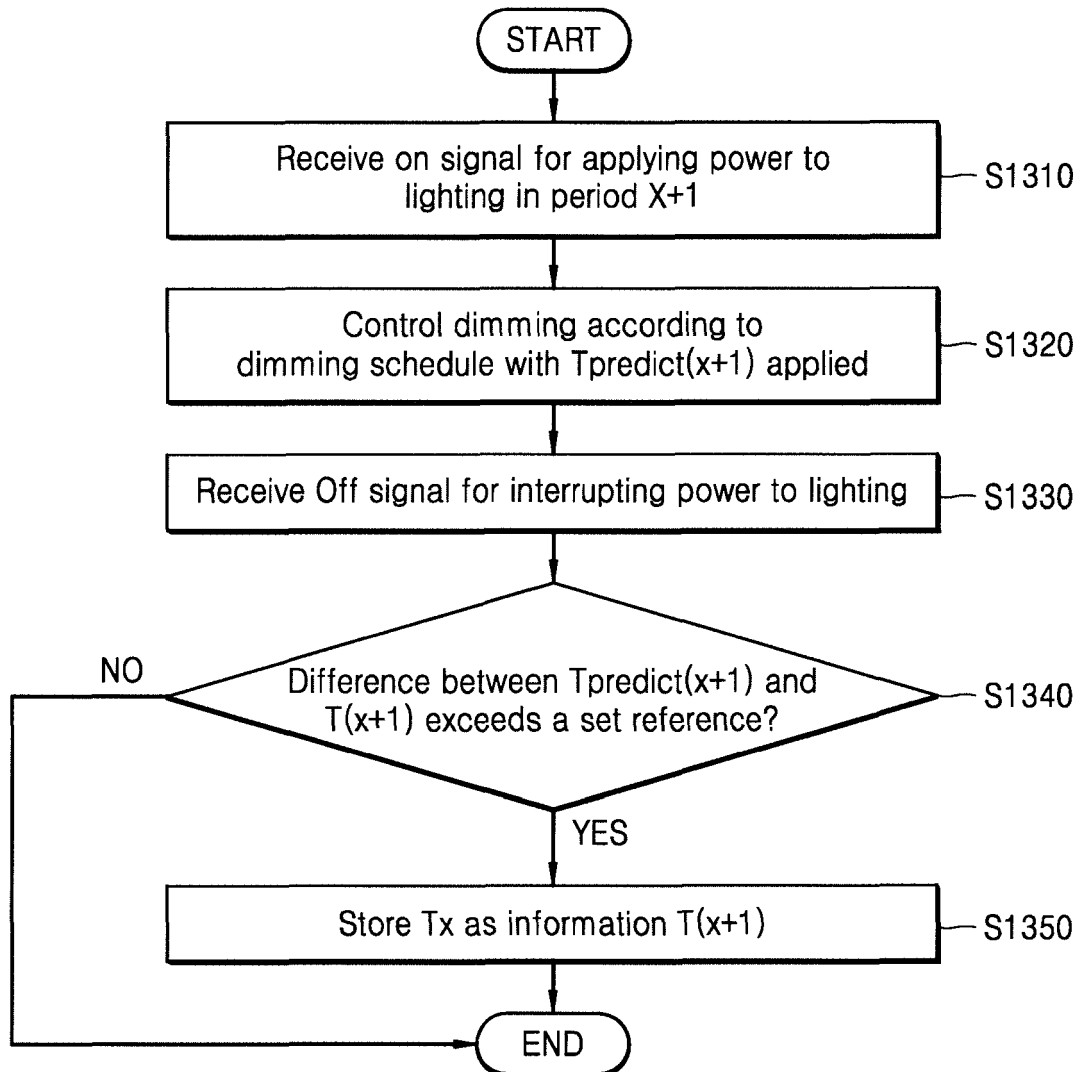 START
Receive on signal for applying power to
lighting in period X+1
S1310
Control dimming according to
dimming schedule with Tpredict(x+1) applied
S1320
Receive Off signal for interrupting power to lighting
S1330
NO
Difference between Tpredict(x+1) and
T(x+1) exceeds a set reference?
S1340
YES
Store Tx as information T(x+1)
S1350
END